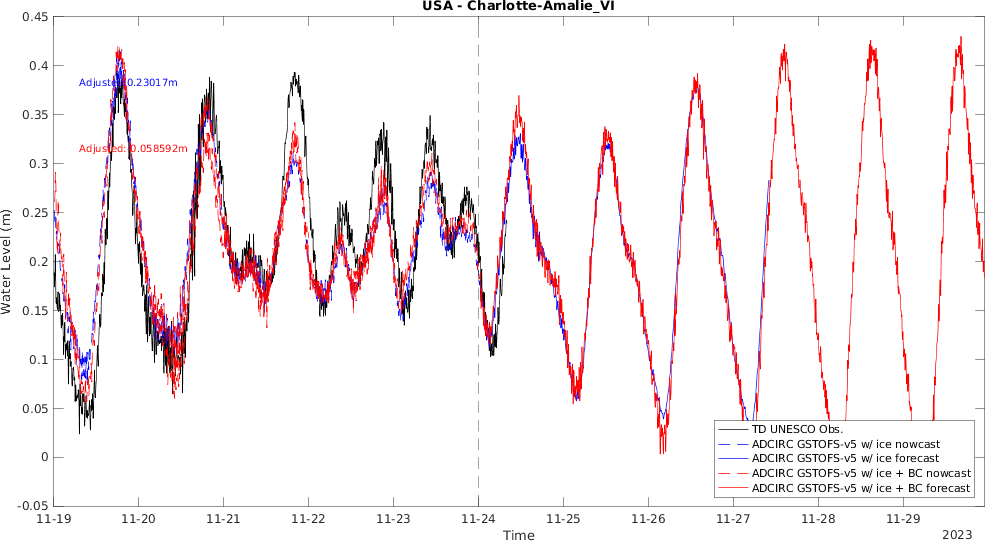 USA - Charlotte-Amalie_VI
0.45
0.4
0.35
0.3
0.25
0.2
0.15
0.1
0.05
0
-0.05
Water Level (m)
Adjusted: 0.23017m
Adjusted: 0.058592m
TD UNESCO Obs.
ADCIRC GSTOFS-v5 w/ ice nowcast
ADCIRC GSTOFS-v5 w/ ice forecast
ADCIRC GSTOFS-v5 w/ ice + BC nowcast
ADCIRC GSTOFS-v5 w/ ice + BC forecast
11-19 11-20 11-21 11-22 11-23 11-24 11-25 11-26 11-27 11-28 11-29
Time
2023